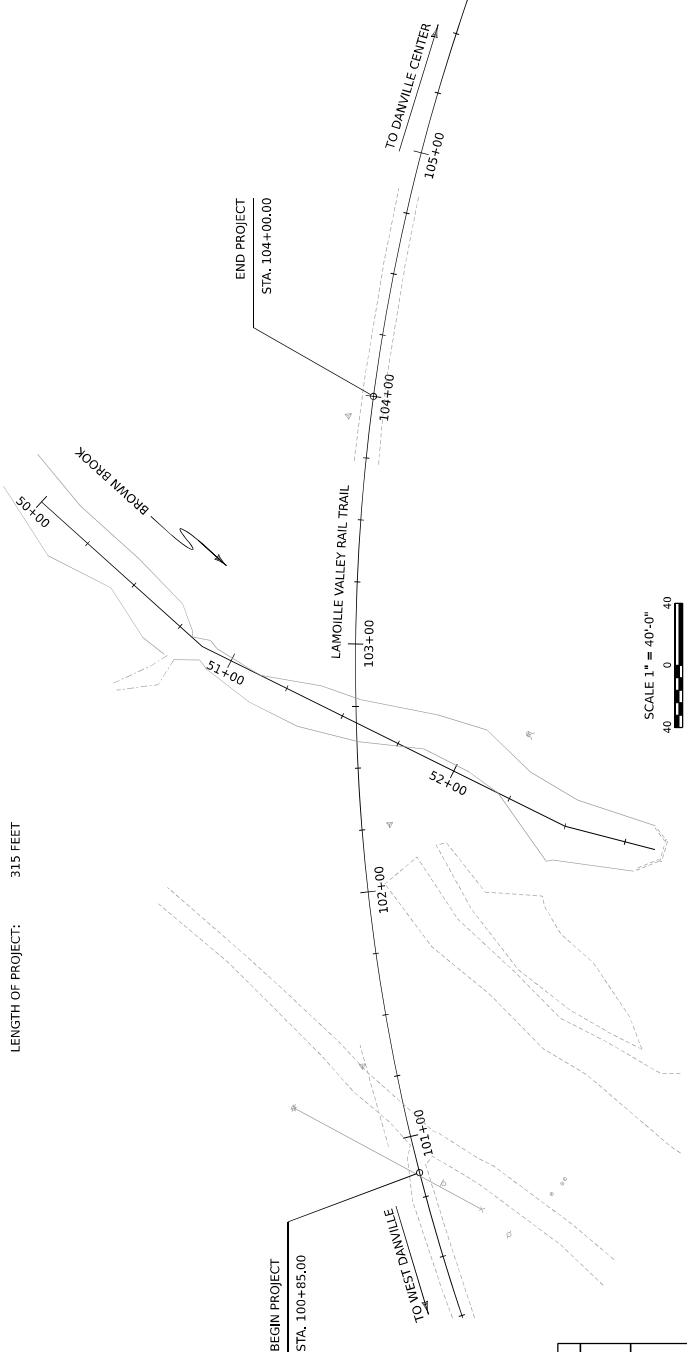 LENGTH OF PROJECT: 315 FEET
BEGIN PROJECT
STA. 100+85.00
TO WEST DANVILLE
101+00
102+00
50+00
BROWN BROOK
51+00
52+00
LAMOILLE VALLEY RAIL TRAIL
103+00
END PROJECT
STA. 104+00.00
104+00
TO DANVILLE CENTER
105+00
SCALE 1" = 40'-0"
40 0 40